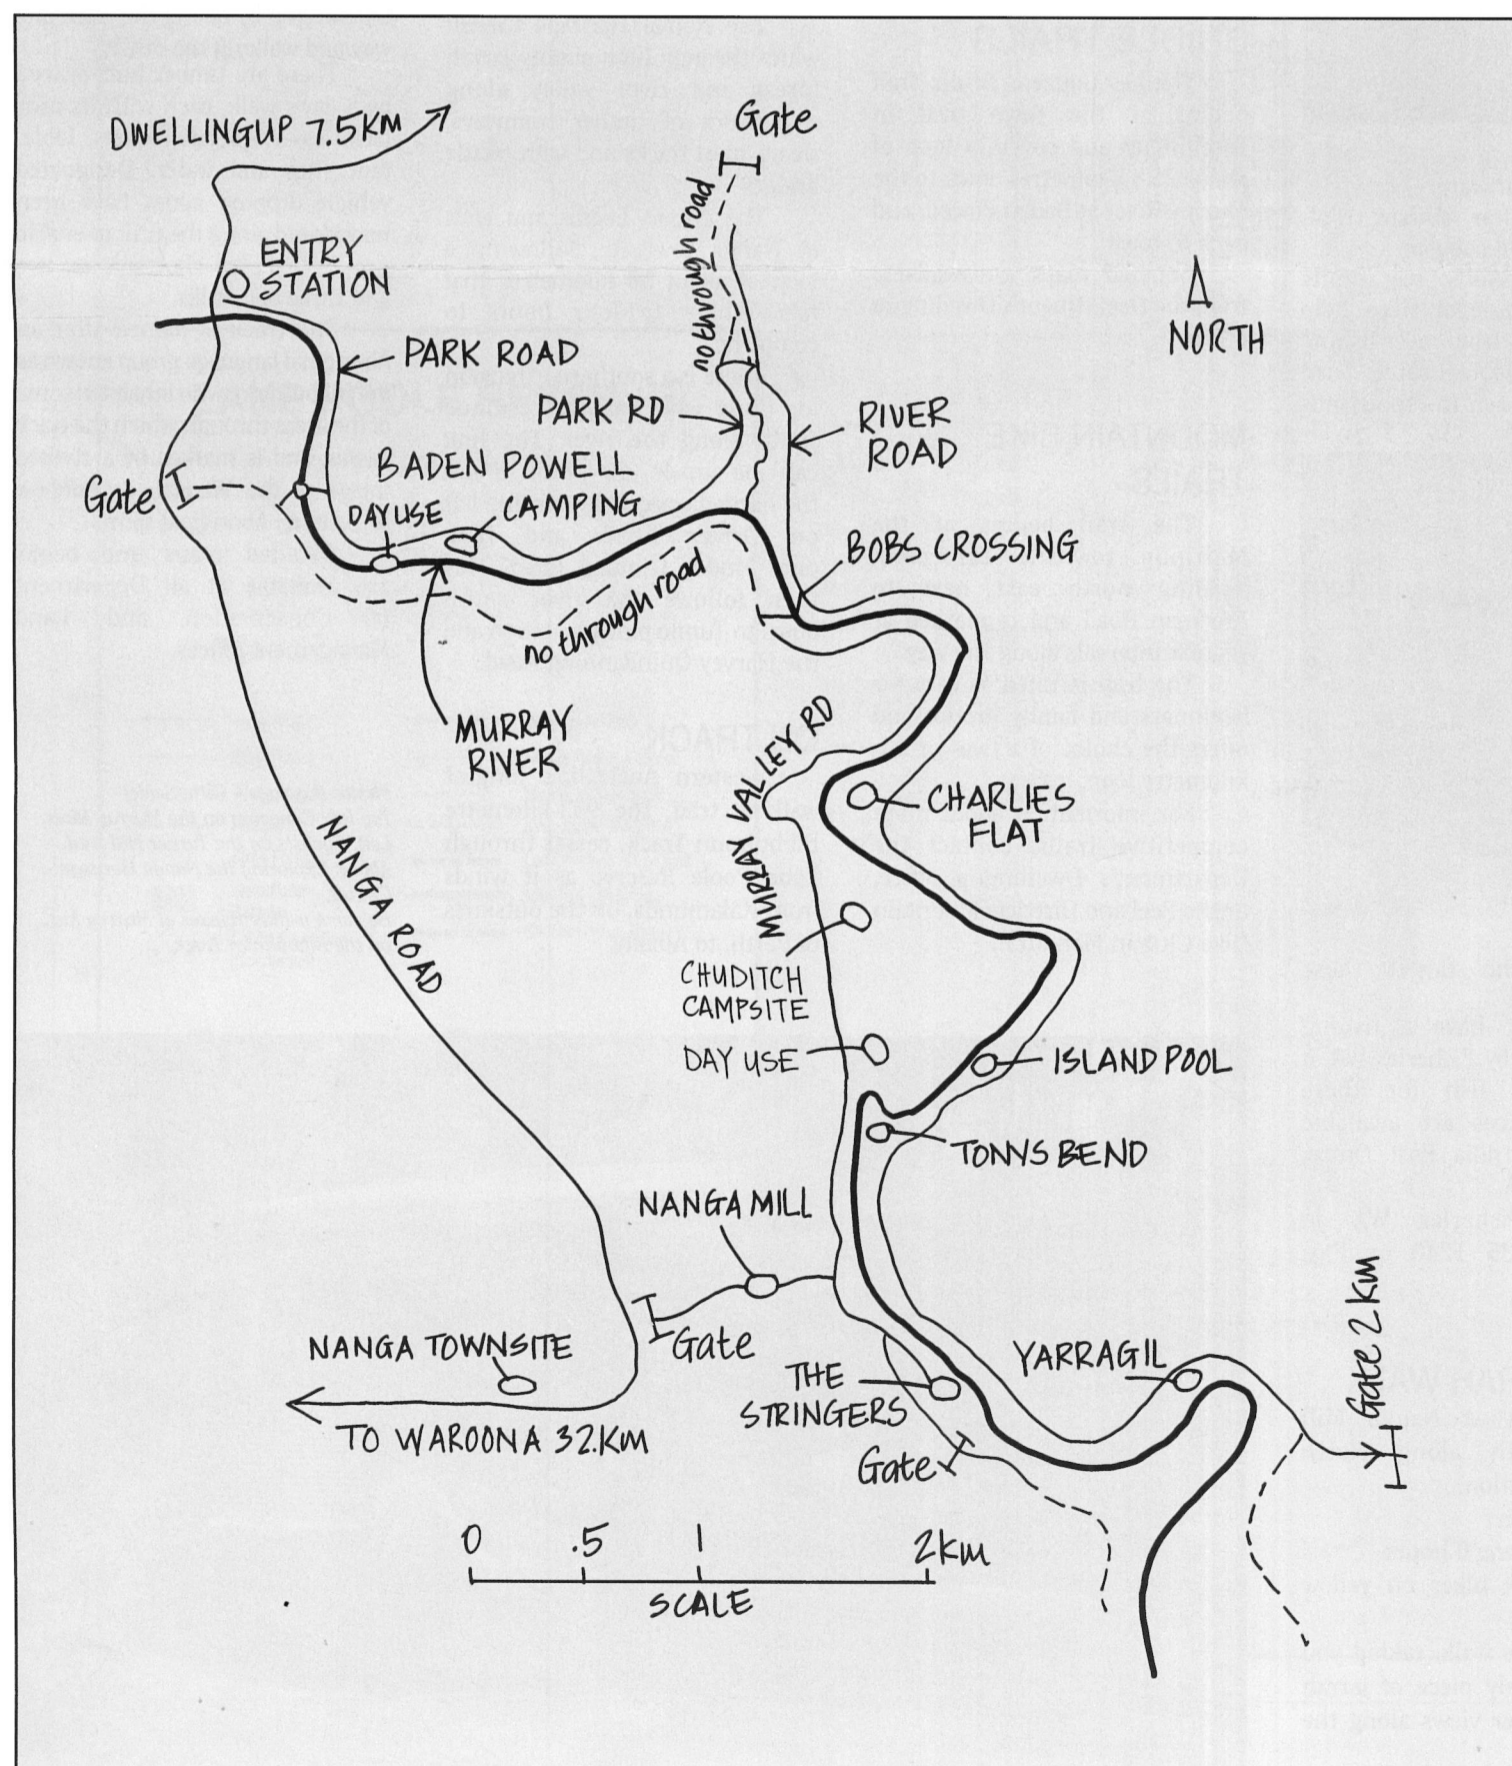 DWELLINGUP 7.5KM
Gate
no through road
ENTRY
STATION
PARK ROAD
NORTH
PARK RD
RIVER
ROAD
BADEN POWELL
Gate
DAY USE
CAMPING
BOBS CROSSING
no through road
MURRAY
RIVER
MURRAY VALLEY RD
CHARLIES
FLAT
NANGA ROAD
CHUDITCH
CAMPSITE
DAY USE
ISLAND POOL
TONYS BEND
NANGA MILL
Gate
NANGA TOWNSITE
TO WAROONA 32.KM
THE
STRINGERS
YARRAGIL
Gate 2 Km
Gate
0 .5 1 2km
SCALE